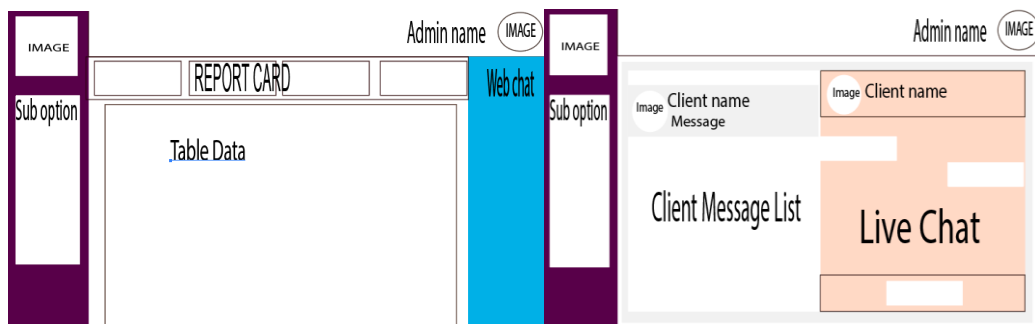 Admin name
IMAGE
IMAGE
REPORT CARD
Web chat
Sub option
Table Data
Admin name
IMAGE
IMAGE
Sub option
Image
Client name
Message
Image
Client name
Client Message List
Live Chat